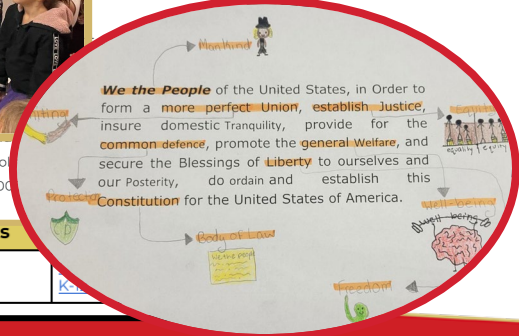 Mankind
We the People of the United States, in Order to
form a more perfect Union, establish Justice,
insure domestic Tranquility, provide for the
common defence, promote the general Welfare, and
secure the Blessings of Liberty to ourselves and
our Posterity, do ordain and establish this
Constitution for the United States of America.
equality equity
Well-being
well being
Body of Law
We the people
Freedom
S
K-